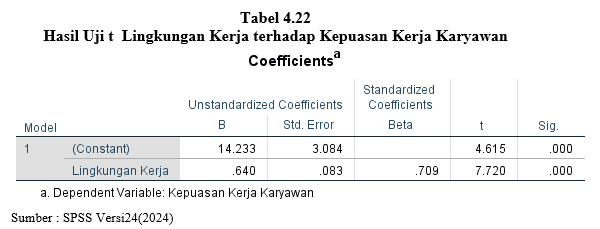 Tabel 4.22
Hasil Uji t Lingkungan Kerja terhadap Kepuasan Kerja Karyawan
Coefficientsa
Unstandardized Coefficients Standardized Coefficients
Model B Std. Error Beta t Sig.
1 (Constant) 14.233 3.084 4.615 .000
Lingkungan Kerja .640 .083 .709 7.720 .000
a. Dependent Variable: Kepuasan Kerja Karyawan
Sumber : SPSS Versi24(2024)